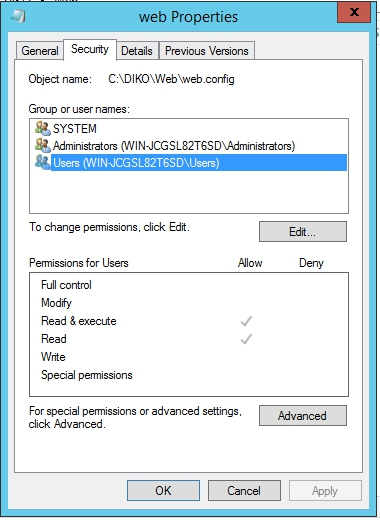 web Properties
x
General Security Details Previous Versions
Object name: C:\DIKO\Web\web.config
Group or user names:
SYSTEM
Administrators (WIN-JCGSL82T6SD\Administrators)
Users (WIN-JCGSL82T6SD\Users)
To change permissions, click Edit.
Edit...
Permissions for Users Allow Deny
Full control
Modify
Read & execute
Read
Write
Special permissions
For special permissions or advanced settings,
click Advanced.
Advanced
OK Cancel Apply